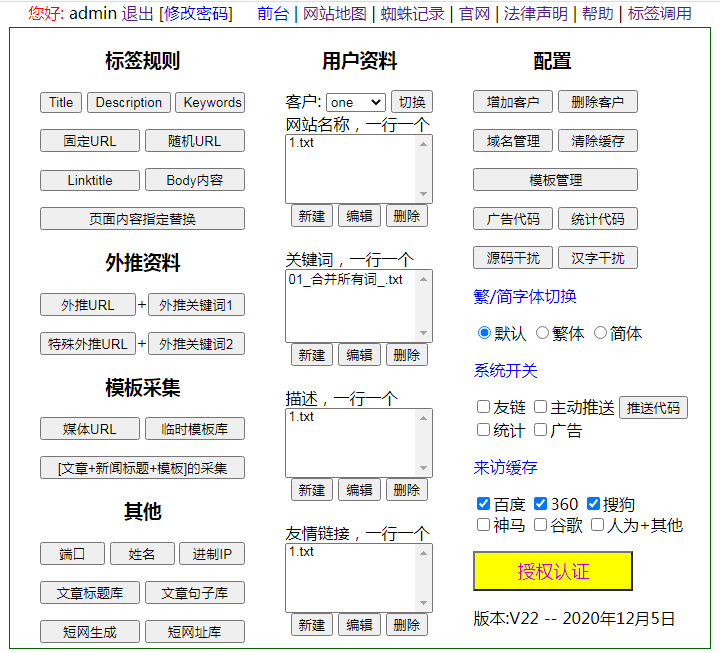 您好: admin 退出 [修改密码] 前台 | 网站地图 | 蜘蛛记录 | 官网 | 法律声明 | 帮助 | 标签调用
标签规则
Title Description Keywords
固定URL 随机URL
Linktitle Body内容
页面内容指定替换
外推资料
外推URL + 外推关键词1
特殊外推URL + 外推关键词2
模板采集
媒体URL 临时模板库
[文章+新闻标题+模板]的采集
其他
端口 姓名 进制IP
文章标题库 文章句子库
短网生成 短网址库
用户资料
客户: one 切换
网站名称，一行一个
1.txt
新建 编辑 删除
关键词，一行一个
01_合并所有词_.txt
新建 编辑 删除
描述，一行一个
1.txt
新建 编辑 删除
友情链接，一行一个
1.txt
新建 编辑 删除
配置
增加客户 删除客户
域名管理 清除缓存
模板管理
广告代码 统计代码
源码干扰 汉字干扰
繁/简字体切换
默认 繁体 简体
系统开关
友链 主动推送 推送代码
统计 广告
来访缓存
百度 360 搜狗
神马 谷歌 人为+其他
授权认证
版本:V22 -- 2020年12月5日